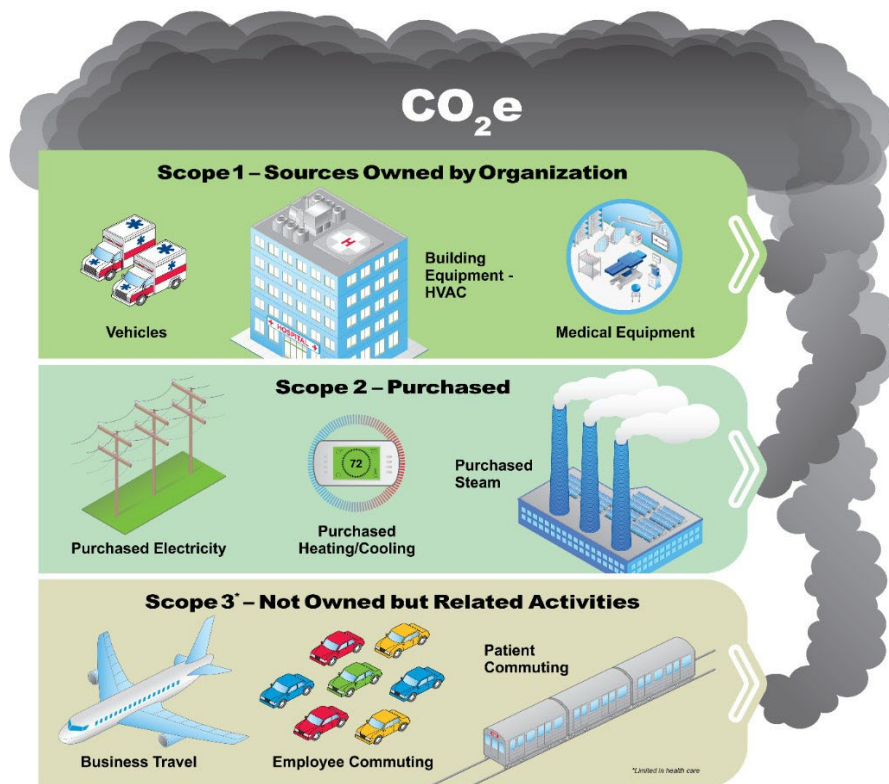 CO2e
Scope 1 – Sources Owned by Organization
Vehicles
H
HOSPITAL
Building
Equipment -
HVAC
Medical Equipment
Scope 2 – Purchased
Purchased Electricity
72
Purchased
Heating/Cooling
Purchased
Steam
Scope 3* – Not Owned but Related Activities
Business Travel
Employee Commuting
Patient
Commuting
*Limited in health care